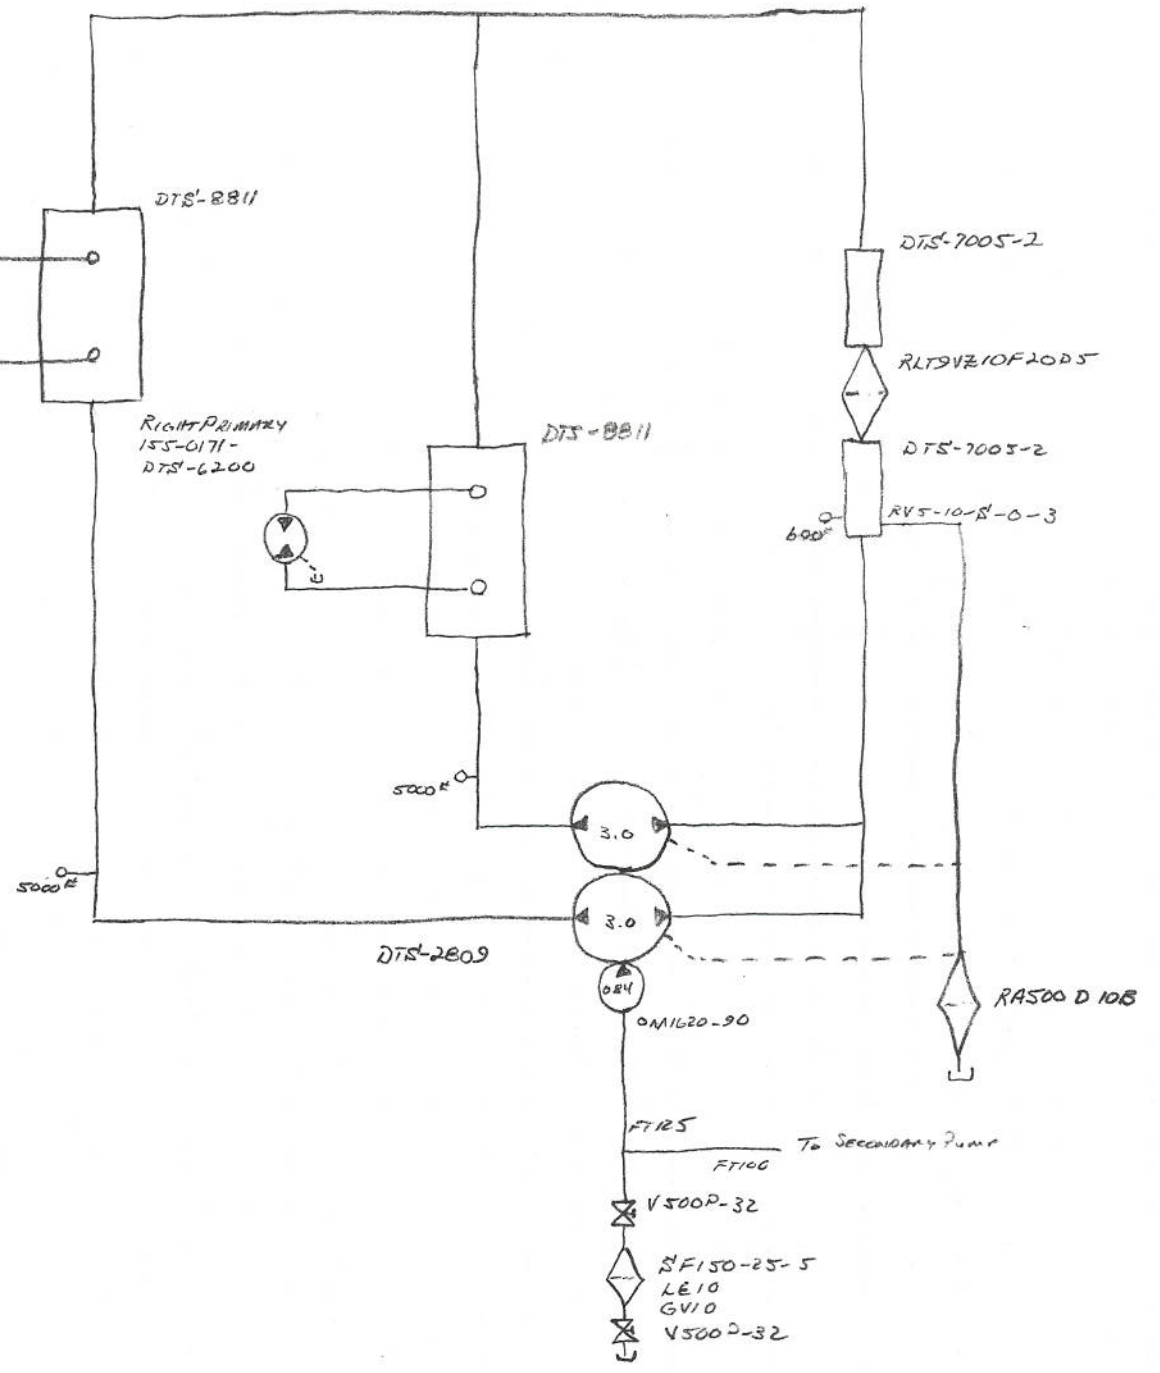 DTS-8811
DTS-7005-2
RLT9VZ10F20D5
RIGHT PRIMARY
155-0171-
DTS-6200
DTS-8811
DTS-7005-2
RV5-10-S-0-3
600#
5000#
3.0
5000#
3.0
DTS-2809
084
RA500D10B
OM1620-90
FT125
TO SECONDARY PUMP
FT100
V500P-32
SF150-25-5
LE10
GV10
V500P-32